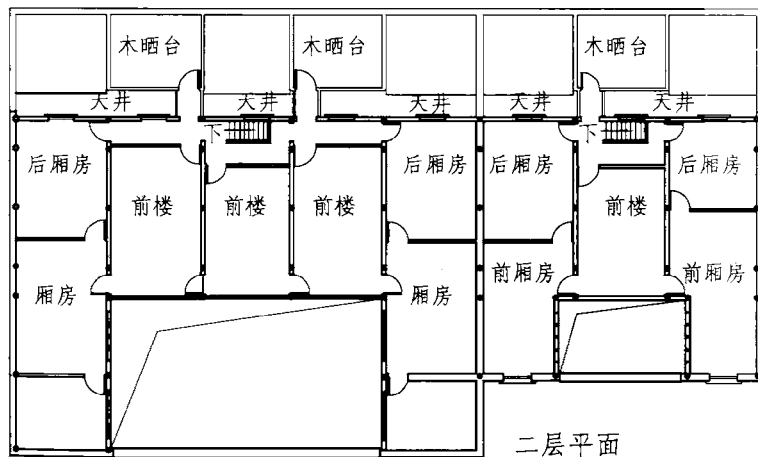 木晒台 木晒台 木晒台
天井 天井 天井 天井 天井
下 下
后厢房 后厢房 后厢房 后厢房
前楼 前楼 前楼 前楼
厢房 厢房 前厢房 前厢房
二层平面